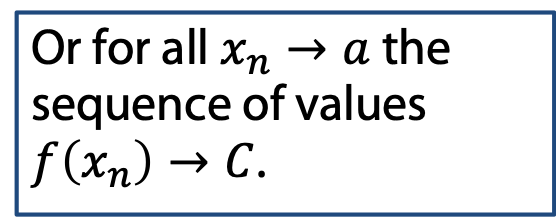 Or for all 𝑥ₙ → 𝑎 the
sequence of values
𝑓(𝑥ₙ) → 𝐶.